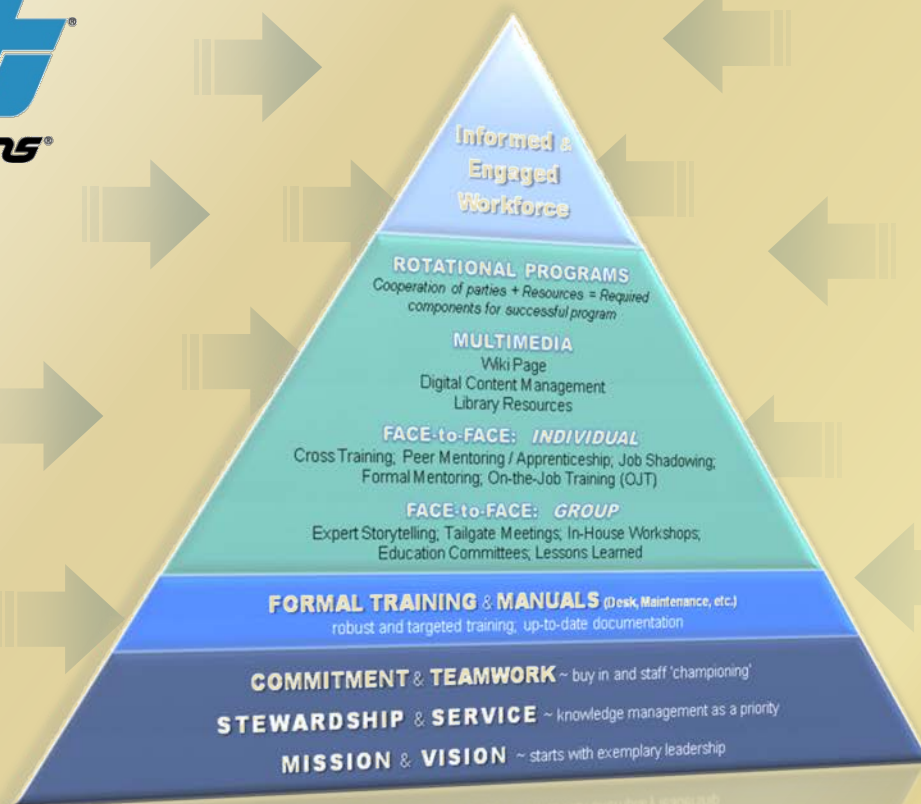 ns®
Informed &
Engaged
Workforce
ROTATIONAL PROGRAMS
Cooperation of parties + Resources = Required
components for successful program
MULTIMEDIA
Wiki Page
Digital Content Management
Library Resources
FACE-to-FACE: INDIVIDUAL
Cross Training; Peer Mentoring / Apprenticeship; Job Shadowing;
Formal Mentoring; On-the-Job Training (OJT)
FACE-to-FACE: GROUP
Expert Storytelling; Tailgate Meetings; In-House Workshops;
Education Committees; Lessons Learned
FORMAL TRAINING & MANUALS (Desk, Maintenance, etc.)
robust and targeted training; up-to-date documentation
COMMITMENT & TEAMWORK ~ buy in and staff 'championing'
STEWARDSHIP & SERVICE ~ knowledge management as a priority
MISSION & VISION ~ starts with exemplary leadership